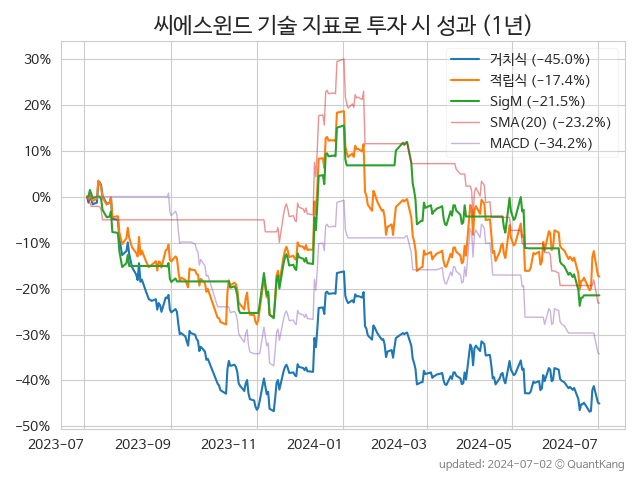 씨에스윈드 기술 지표로 투자 시 성과 (1년)
거치식 (−45.0%)
적립식 (−17.4%)
SigM (−21.5%)
SMA(20) (−23.2%)
MACD (−34.2%)
30%
20%
10%
0%
−10%
−20%
−30%
−40%
−50%
2023-07 2023-09 2023-11 2024-01 2024-03 2024-05 2024-07
updated: 2024-07-02 © QuantKang